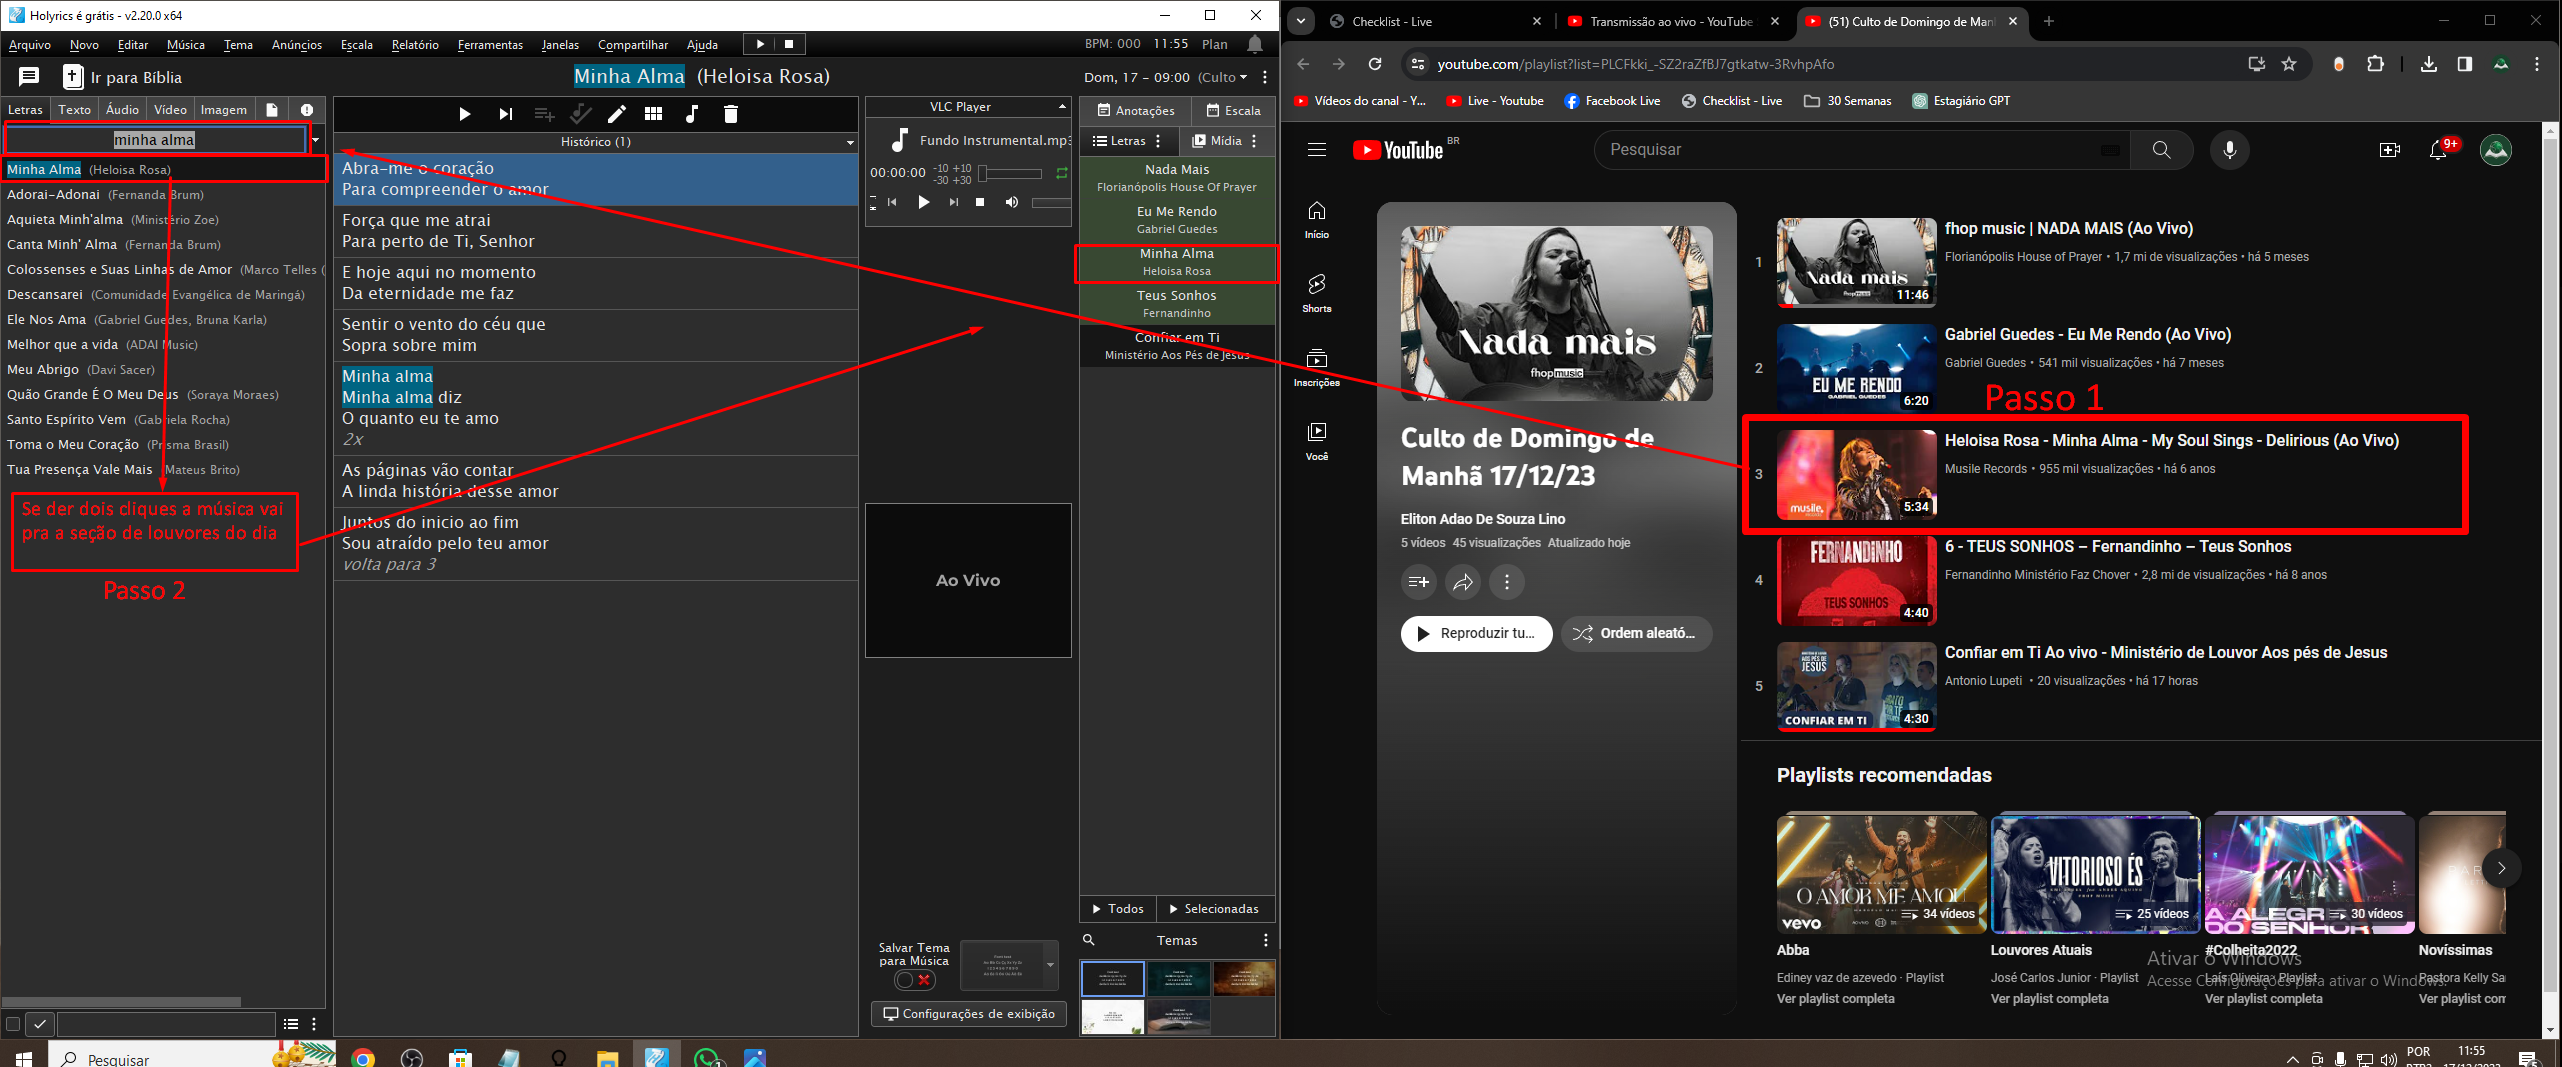 Holyrics é grátis - v2.20.0 x64
Arquivo Novo Editar Música Tema Anúncios Escala Relatório Ferramentas Janelas Compartilhar Ajuda
BPM: 000 11:55 Plan
Ir para Bíblia
Minha Alma (Heloisa Rosa)
Dom, 17 - 09:00 (Culto
Letras Texto Áudio Vídeo Imagem
minha alma
Minha Alma (Heloisa Rosa)
Adorai-Adonai (Fernanda Brum)
Aquieta Minh'alma (Ministério Zoe)
Canta Minh' Alma (Fernanda Brum)
Colossenses e Suas Linhas de Amor (Marco Telles (
Descansarei (Comunidade Evangélica de Maringá)
Ele Nos Ama (Gabriel Guedes, Bruna Karla)
Melhor que a vida (ADAI Music)
Meu Abrigo (Davi Sacer)
Quão Grande É O Meu Deus (Soraya Moraes)
Santo Espírito Vem (Gabriela Rocha)
Toma o Meu Coração (Prisma Brasil)
Tua Presença Vale Mais (Mateus Brito)
Se der dois cliques a música vai
pra a seção de louvores do dia
Passo 2
Histórico (1)
Abra-me o coração
Para compreender o amor
Força que me atrai
Para perto de Ti, Senhor
E hoje aqui no momento
Da eternidade me faz
Sentir o vento do céu que
Sopra sobre mim
Minha alma
Minha alma diz
O quanto eu te amo
2x
As páginas vão contar
A linda história desse amor
Juntos do inicio ao fim
Sou atraído pelo teu amor
volta para 3
VLC Player
Fundo Instrumental.mp3
00:00:00
-10 +10
-30 +30
Ao Vivo
Salvar Tema
para Música
Configurações de exibição
Anotações Escala
Letras Mídia
Nada Mais
Florianópolis House Of Prayer
Eu Me Rendo
Gabriel Guedes
Minha Alma
Heloisa Rosa
Teus Sonhos
Fernandinho
Confiar em Ti
Ministério Aos Pés de Jesus
Todos Selecionadas
Temas
Pesquisar
Checklist - Live
Transmissão ao vivo - YouTube
(51) Culto de Domingo de Man
youtube.com/playlist?list=PLCFkki_-SZ2raZfBJ7gtkatw-3RvhpAfo
Vídeos do canal - Y... Live - Youtube Facebook Live Checklist - Live 30 Semanas Estagiário GPT
YouTube BR
Pesquisar
9+
Início
Shorts
Inscrições
Você
Nada mais
fhop music
Culto de Domingo de
Manhã 17/12/23
Eliton Adao De Souza Lino
5 vídeos 45 visualizações Atualizado hoje
Reproduzir tu...
Ordem aleató...
1
Nada mais
fhop music
11:46
fhop music | NADA MAIS (Ao Vivo)
Florianópolis House of Prayer • 1,7 mi de visualizações • há 5 meses
2
EU ME RENDO
GABRIEL GUEDES
6:20
Gabriel Guedes - Eu Me Rendo (Ao Vivo)
Gabriel Guedes • 541 mil visualizações • há 7 meses
Passo 1
3
musile
5:34
Heloisa Rosa - Minha Alma - My Soul Sings - Delirious (Ao Vivo)
Musile Records • 955 mil visualizações • há 6 anos
4
FERNANDINHO
TEUS SONHOS
4:40
6 - TEUS SONHOS – Fernandinho – Teus Sonhos
Fernandinho Ministério Faz Chover • 2,8 mi de visualizações • há 8 anos
5
AOS PÉS DE
JESUS
CONFIAR EM TI
4:30
Confiar em Ti Ao vivo - Ministério de Louvor Aos pés de Jesus
Antonio Lupeti • 20 visualizações • há 17 horas
Playlists recomendadas
O AMOR ME AMOU
vevo
34 vídeos
VITORIOSO ÉS
25 vídeos
A ALEGR
DO SENHOR
30 vídeos
Abba
Ediney vaz de azevedo · Playlist
Ver playlist completa
Louvores Atuais
José Carlos Junior · Playlist
Ver playlist completa
#Colheita2022
Laís Oliveira · Playlist
Ver playlist completa
Novíssimas
Pastora Kelly Sa
Ver playlist com
Ativar o Windows
Acesse Configurações para ativar o Windows.
POR
PTB2
11:55
17/12/2023